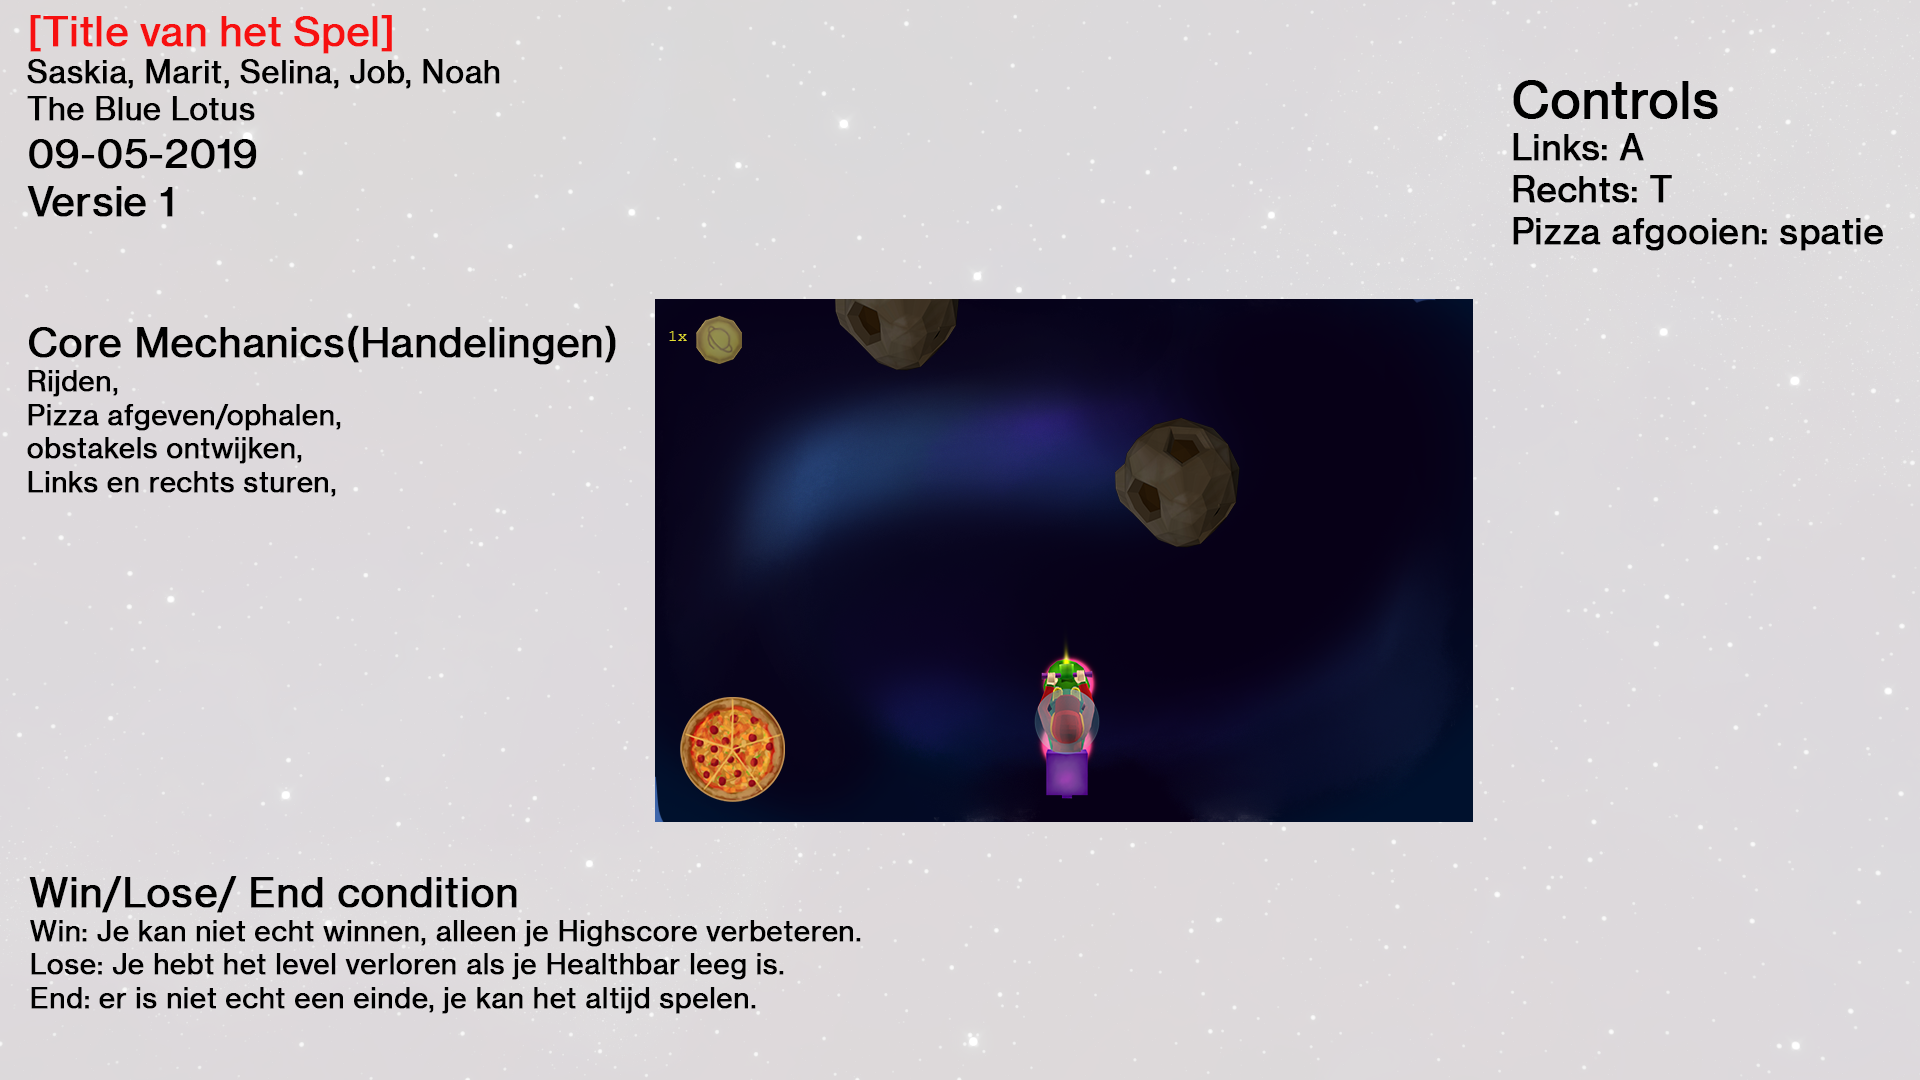 [Title van het Spel]
Saskia, Marit, Selina, Job, Noah
The Blue Lotus
09-05-2019
Versie 1
Controls
Links: A
Rechts: T
Pizza afgooien: spatie
Core Mechanics(Handelingen)
Rijden,
Pizza afgeven/ophalen,
obstakels ontwijken,
Links en rechts sturen,
1x
Win/Lose/ End condition
Win: Je kan niet echt winnen, alleen je Highscore verbeteren.
Lose: Je hebt het level verloren als je Healthbar leeg is.
End: er is niet echt een einde, je kan het altijd spelen.